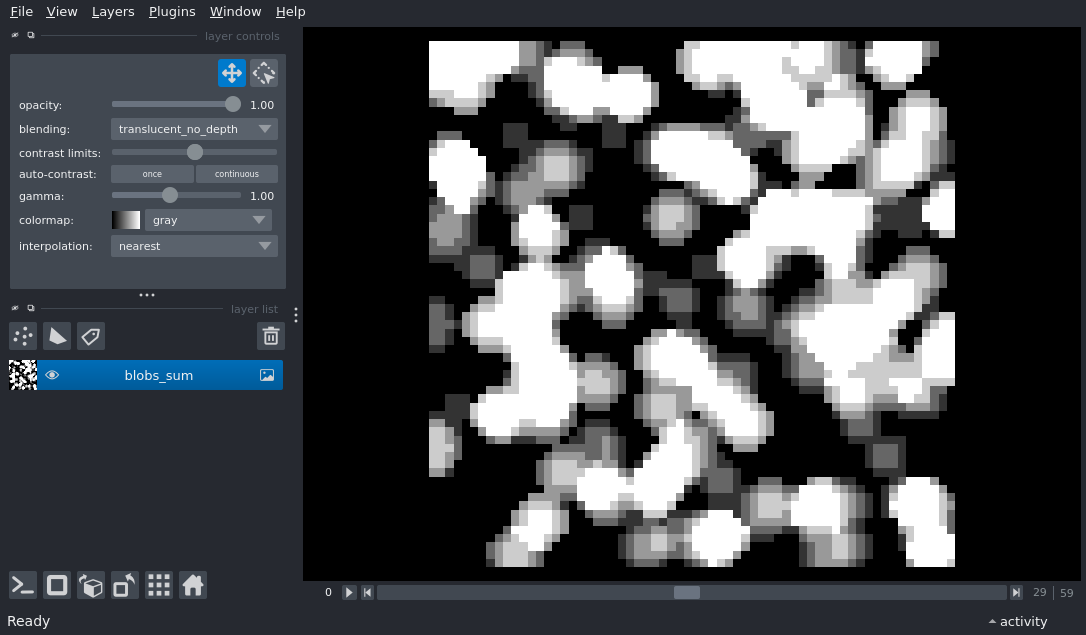 File View Layers Plugins Window Help
layer controls
opacity: 1.00
blending: translucent_no_depth
contrast limits:
auto-contrast: once continuous
gamma: 1.00
colormap: gray
interpolation: nearest
layer list
blobs_sum
0 29 | 59
Ready activity